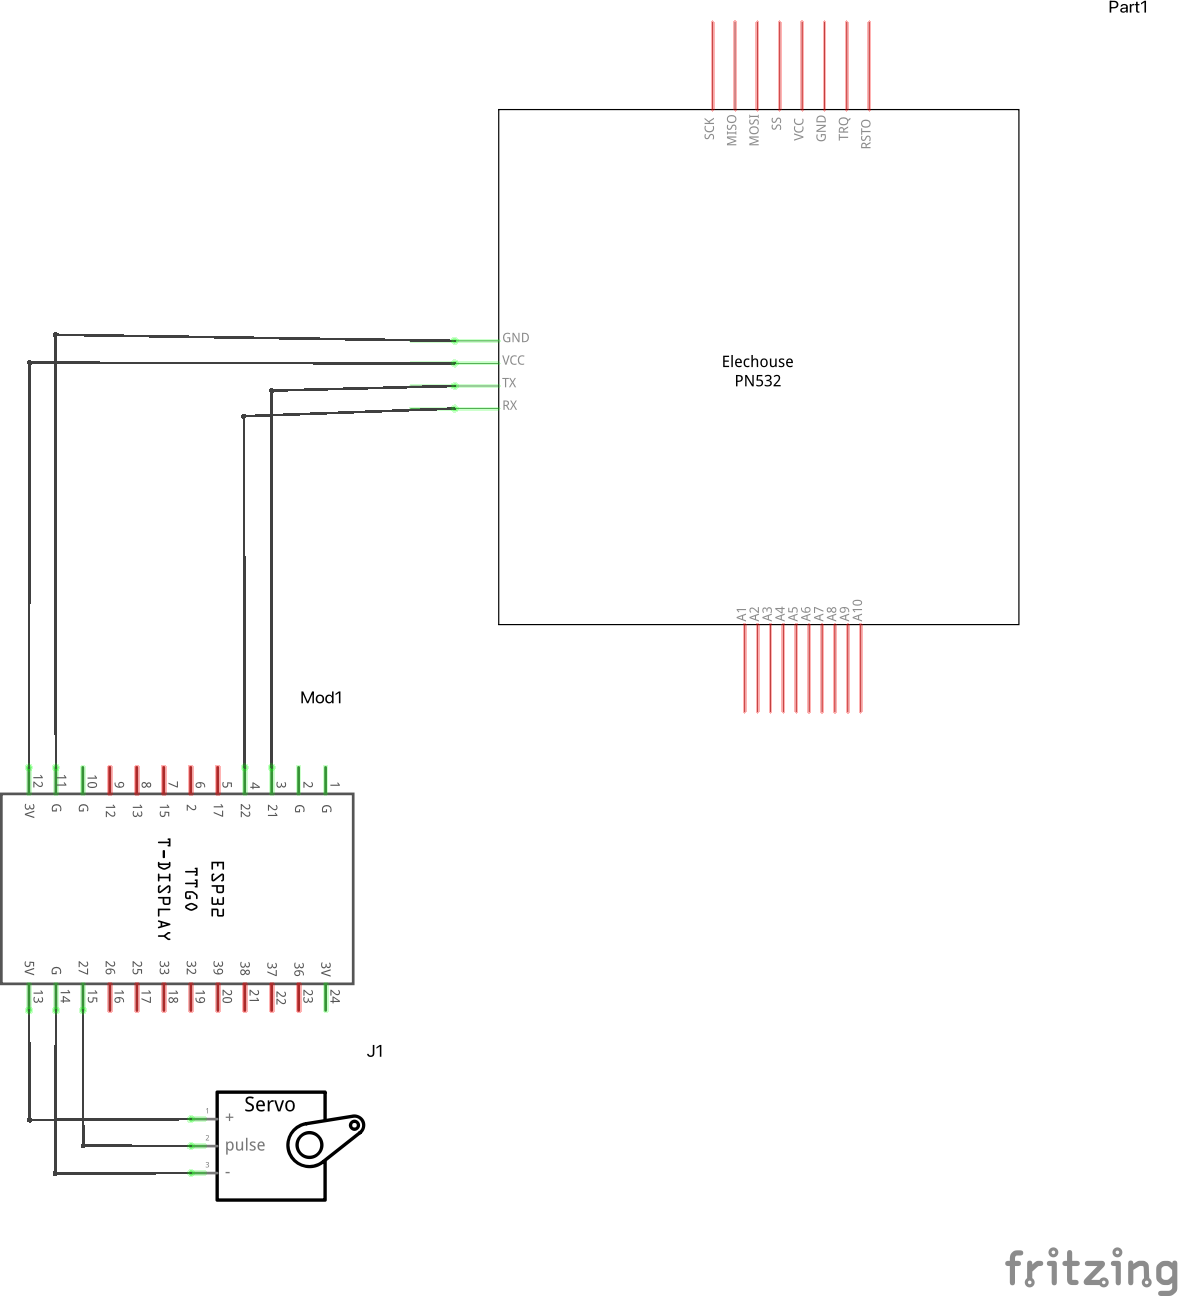 Part1
SCK MISO MOSI SS VCC GND TRQ RSTO
GND
VCC
TX
RX
Elechouse
PN532
A1 A2 A3 A4 A5 A6 A7 A8 A9 A10
Mod1
12 11 10 9 8 7 6 5 4 3 2 1
3V G G 12 13 15 2 17 22 21 G G
ESP32
TTGO
T-DISPLAY
5V G 27 26 25 33 32 39 38 37 36 3V
13 14 15 16 17 18 19 20 21 22 23 24
J1
Servo
1 +
2 pulse
3 -
fritzing